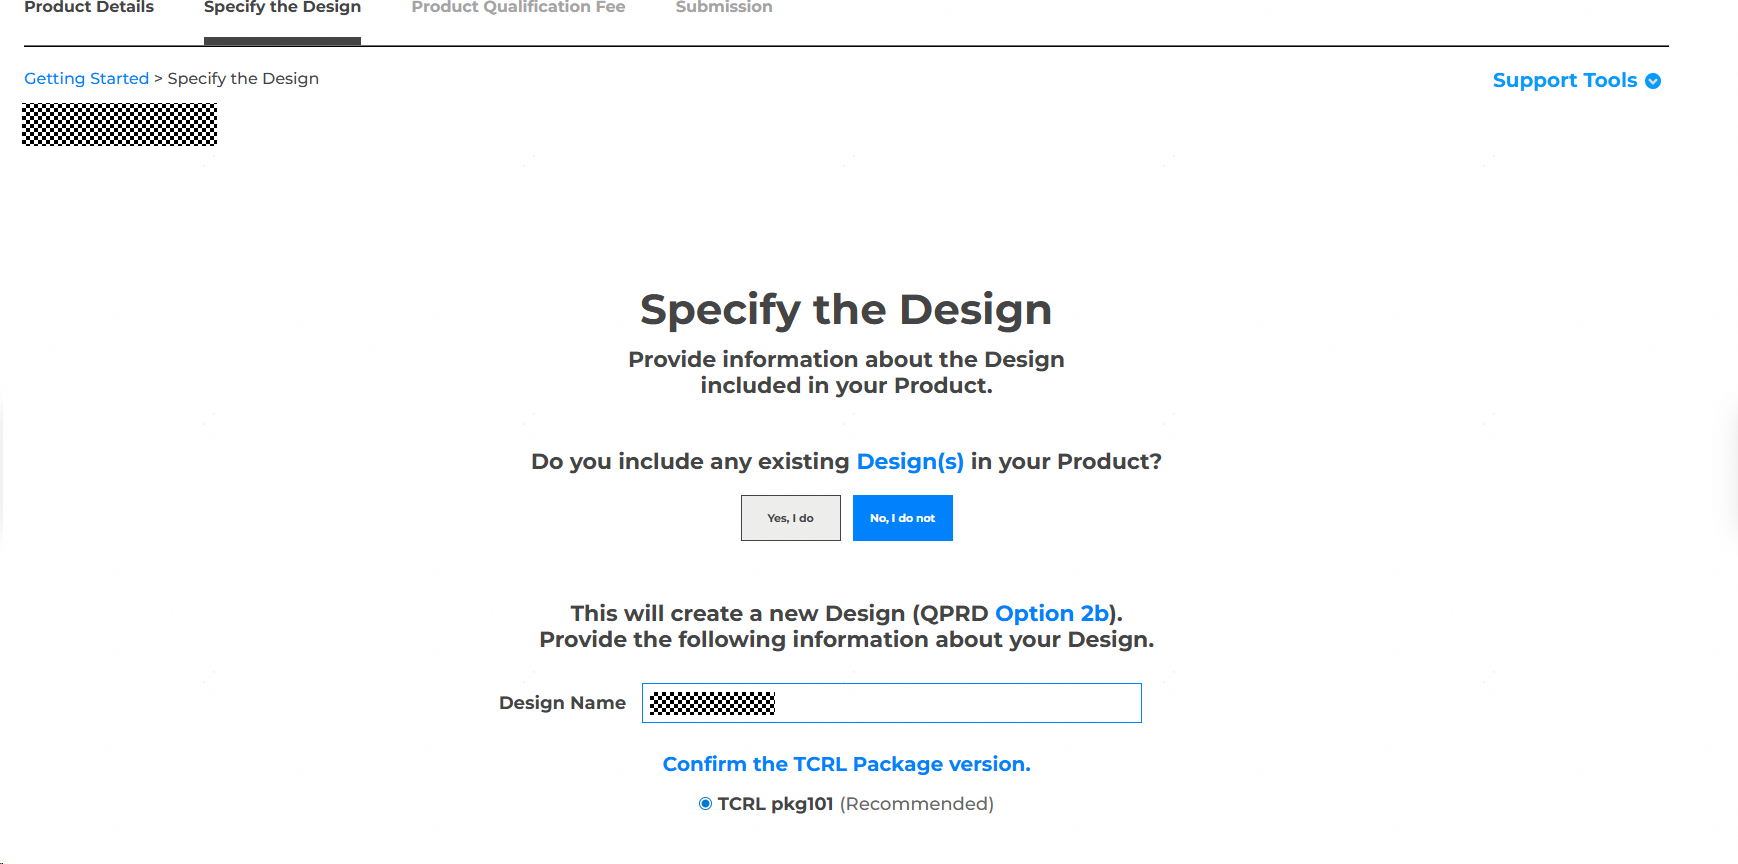 Product Details Specify the Design Product Qualification Fee Submission
Getting Started > Specify the Design
Support Tools
Specify the Design
Provide information about the Design
included in your Product.
Do you include any existing Design(s) in your Product?
Yes, I do No, I do not
This will create a new Design (QPRD Option 2b).
Provide the following information about your Design.
Design Name
Confirm the TCRL Package version.
TCRL pkg101 (Recommended)